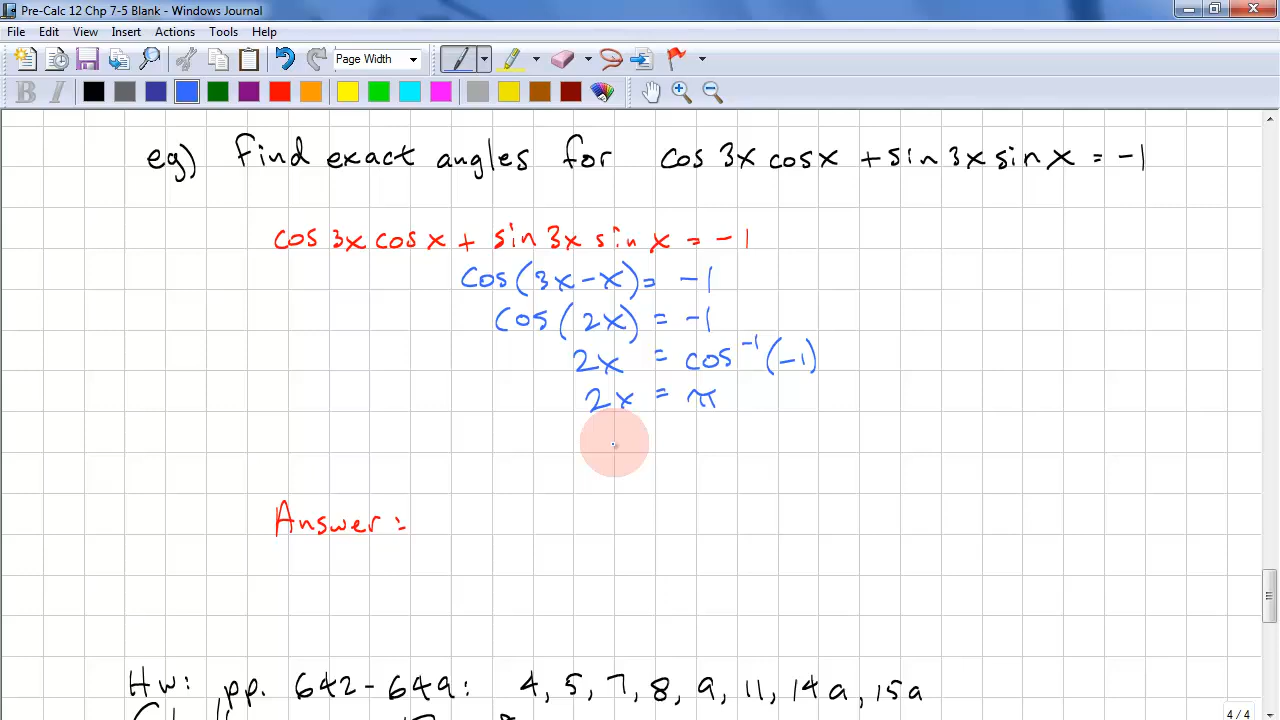 Pre-Calc 12 Chp 7-5 Blank - Windows Journal
File Edit View Insert Actions Tools Help
Page Width
eg) Find exact angles for cos 3x cosx + sin 3x sin x = -1
cos 3x cos x + sin 3x sin x = -1
cos(3x - x) = -1
cos(2x) = -1
2x = cos⁻¹(-1)
2x = π
Answer :
Hw: pp. 642 - 649: 4, 5, 7, 8, 9, 11, 14a, 15a
4/4